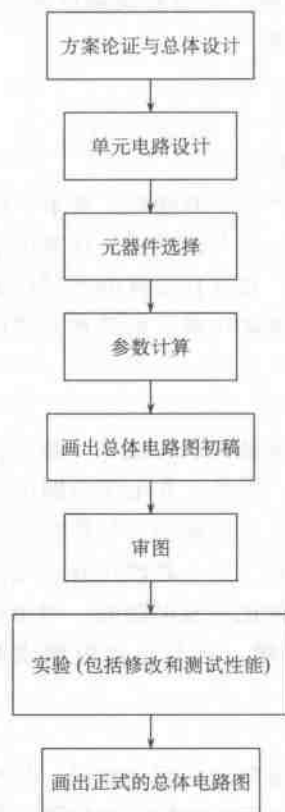 方案论证与总体设计
单元电路设计
元器件选择
参数计算
画出总体电路图初稿
审图
实验(包括修改和测试性能)
画出正式的总体电路图